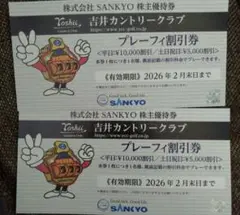 株式会社 SANKYO 株主優待券
Yoshii
吉井カントリークラブ
プレーフィ割引券
<平日¥10,000割引/土日祝日¥5,000割引>
《有効期限》2026年2月末日まで
SANKYO
株式会社 SANKYO 株主優待券
Yoshii
吉井カントリークラブ
プレーフィ割引券
<平日¥10,000割引/土日祝日¥5,000割引>
《有効期限》2026年2月末日まで
SANKYO